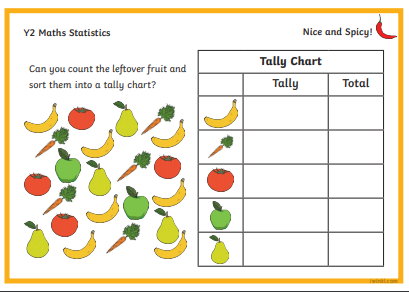 Y2 Maths Statistics
Nice and Spicy!
Can you count the leftover fruit and
sort them into a tally chart?
Tally Chart
Tally Total